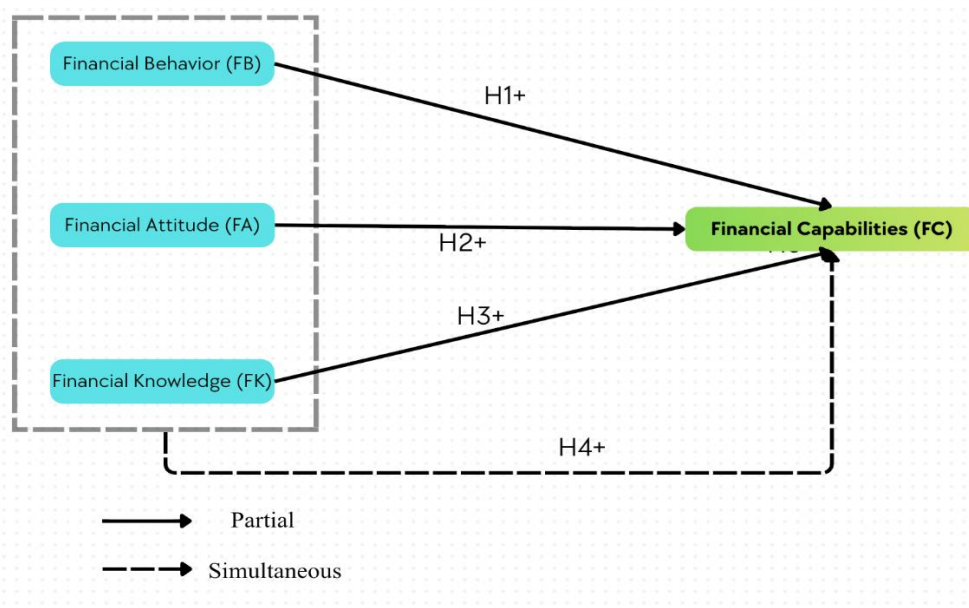 Financial Behavior (FB)
H1+
Financial Attitude (FA)
Financial Capabilities (FC)
H2+
H3+
Financial Knowledge (FK)
H4+
Partial
Simultaneous